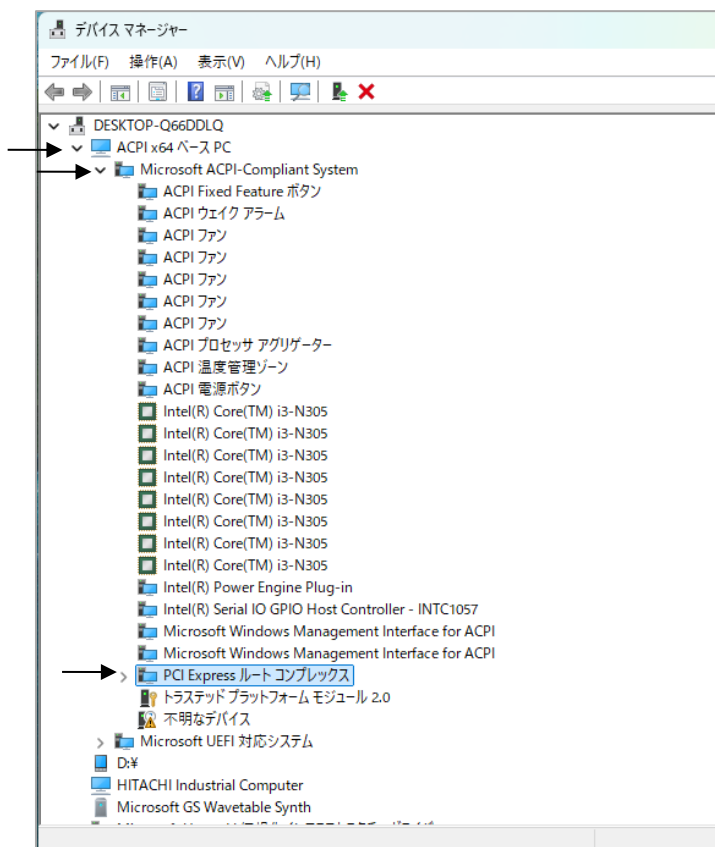 デバイス マネージャー
ファイル(F) 操作(A) 表示(V) ヘルプ(H)
DESKTOP-Q66DDLQ
ACPI x64 ベース PC
Microsoft ACPI-Compliant System
ACPI Fixed Feature ボタン
ACPI ウェイク アラーム
ACPI ファン
ACPI ファン
ACPI ファン
ACPI ファン
ACPI ファン
ACPI プロセッサ アグリゲーター
ACPI 温度管理ゾーン
ACPI 電源ボタン
Intel(R) Core(TM) i3-N305
Intel(R) Core(TM) i3-N305
Intel(R) Core(TM) i3-N305
Intel(R) Core(TM) i3-N305
Intel(R) Core(TM) i3-N305
Intel(R) Core(TM) i3-N305
Intel(R) Core(TM) i3-N305
Intel(R) Core(TM) i3-N305
Intel(R) Power Engine Plug-in
Intel(R) Serial IO GPIO Host Controller - INTC1057
Microsoft Windows Management Interface for ACPI
Microsoft Windows Management Interface for ACPI
PCI Express ルート コンプレックス
トラステッド プラットフォーム モジュール 2.0
不明なデバイス
Microsoft UEFI 対応システム
D:¥
HITACHI Industrial Computer
Microsoft GS Wavetable Synth